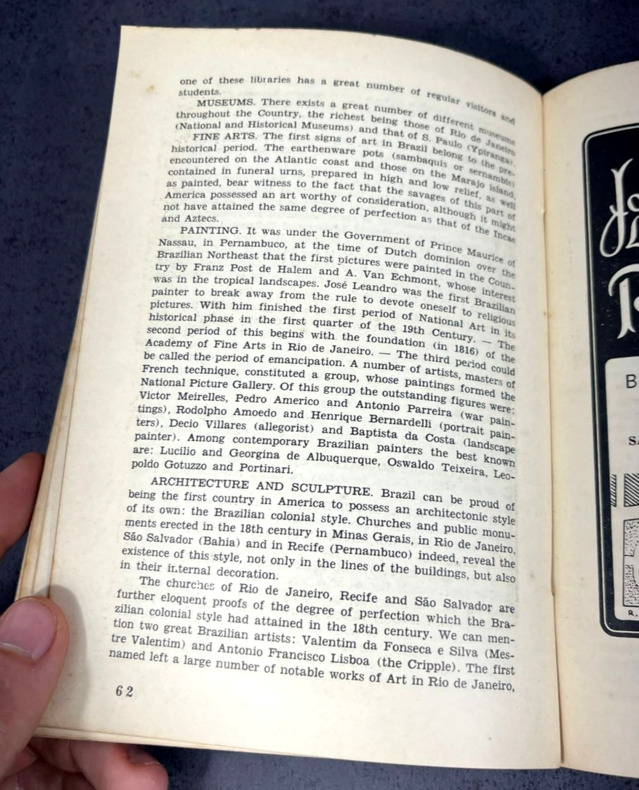 one of these libraries has a great number of regular visitors and
students.
MUSEUMS. There exists a great number of different museums
throughout the Country, the richest being those of Rio de Janeiro
(National and Historical Museums) and that of S. Paulo (Ypiranga).
FINE ARTS. The first signs of art in Brazil belong to the pre-
historical period. The earthenware pots (sambaquis or sernambis)
encountered on the Atlantic coast and those on the Marajo island,
contained in funeral urns, prepared in high and low relief, as well
as painted, bear witness to the fact that the savages of this part of
America possessed an art worthy of consideration, although it might
not have attained the same degree of perfection as that of the Incas
and Aztecs.
PAINTING. It was under the Government of Prince Maurice of
Nassau, in Pernambuco, at the time of Dutch dominion over the
Brazilian Northeast that the first pictures were painted in the Coun-
try by Franz Post de Halem and A. Van Echmont, whose interest
was in the tropical landscapes. José Leandro was the first Brazilian
painter to break away from the rule to devote oneself to religious
pictures. With him finished the first period of National Art in its
historical phase in the first quarter of the 19th Century. — The
second period of this begins with the foundation (in 1816) of the
Academy of Fine Arts in Rio de Janeiro. — The third period could
be called the period of emancipation. A number of artists, masters of
French technique, constituted a group, whose paintings formed the
National Picture Gallery. Of this group the outstanding figures were:
Victor Meirelles, Pedro Americo and Antonio Parreira (war pain-
tings), Rodolpho Amoedo and Henrique Bernardelli (portrait pain-
ters), Decio Villares (allegorist) and Baptista da Costa (landscape
painter). Among contemporary Brazilian painters the best known
are: Lucilio and Georgina de Albuquerque, Oswaldo Teixeira, Leo-
poldo Gotuzzo and Portinari.
ARCHITECTURE AND SCULPTURE. Brazil can be proud of
being the first country in America to possess an architectonic style
of its own: the Brazilian colonial style. Churches and public monu-
ments erected in the 18th century in Minas Gerais, in Rio de Janeiro,
São Salvador (Bahia) and in Recife (Pernambuco) indeed, reveal the
existence of this style, not only in the lines of the buildings, but also
in their internal decoration.
The churches of Rio de Janeiro, Recife and São Salvador are
further eloquent proofs of the degree of perfection which the Bra-
zilian colonial style had attained in the 18th century. We can men-
tion two great Brazilian artists: Valentim da Fonseca e Silva (Mes-
tre Valentim) and Antonio Francisco Lisboa (the Cripple). The first
named left a large number of notable works of Art in Rio de Janeiro,
62
B
R.